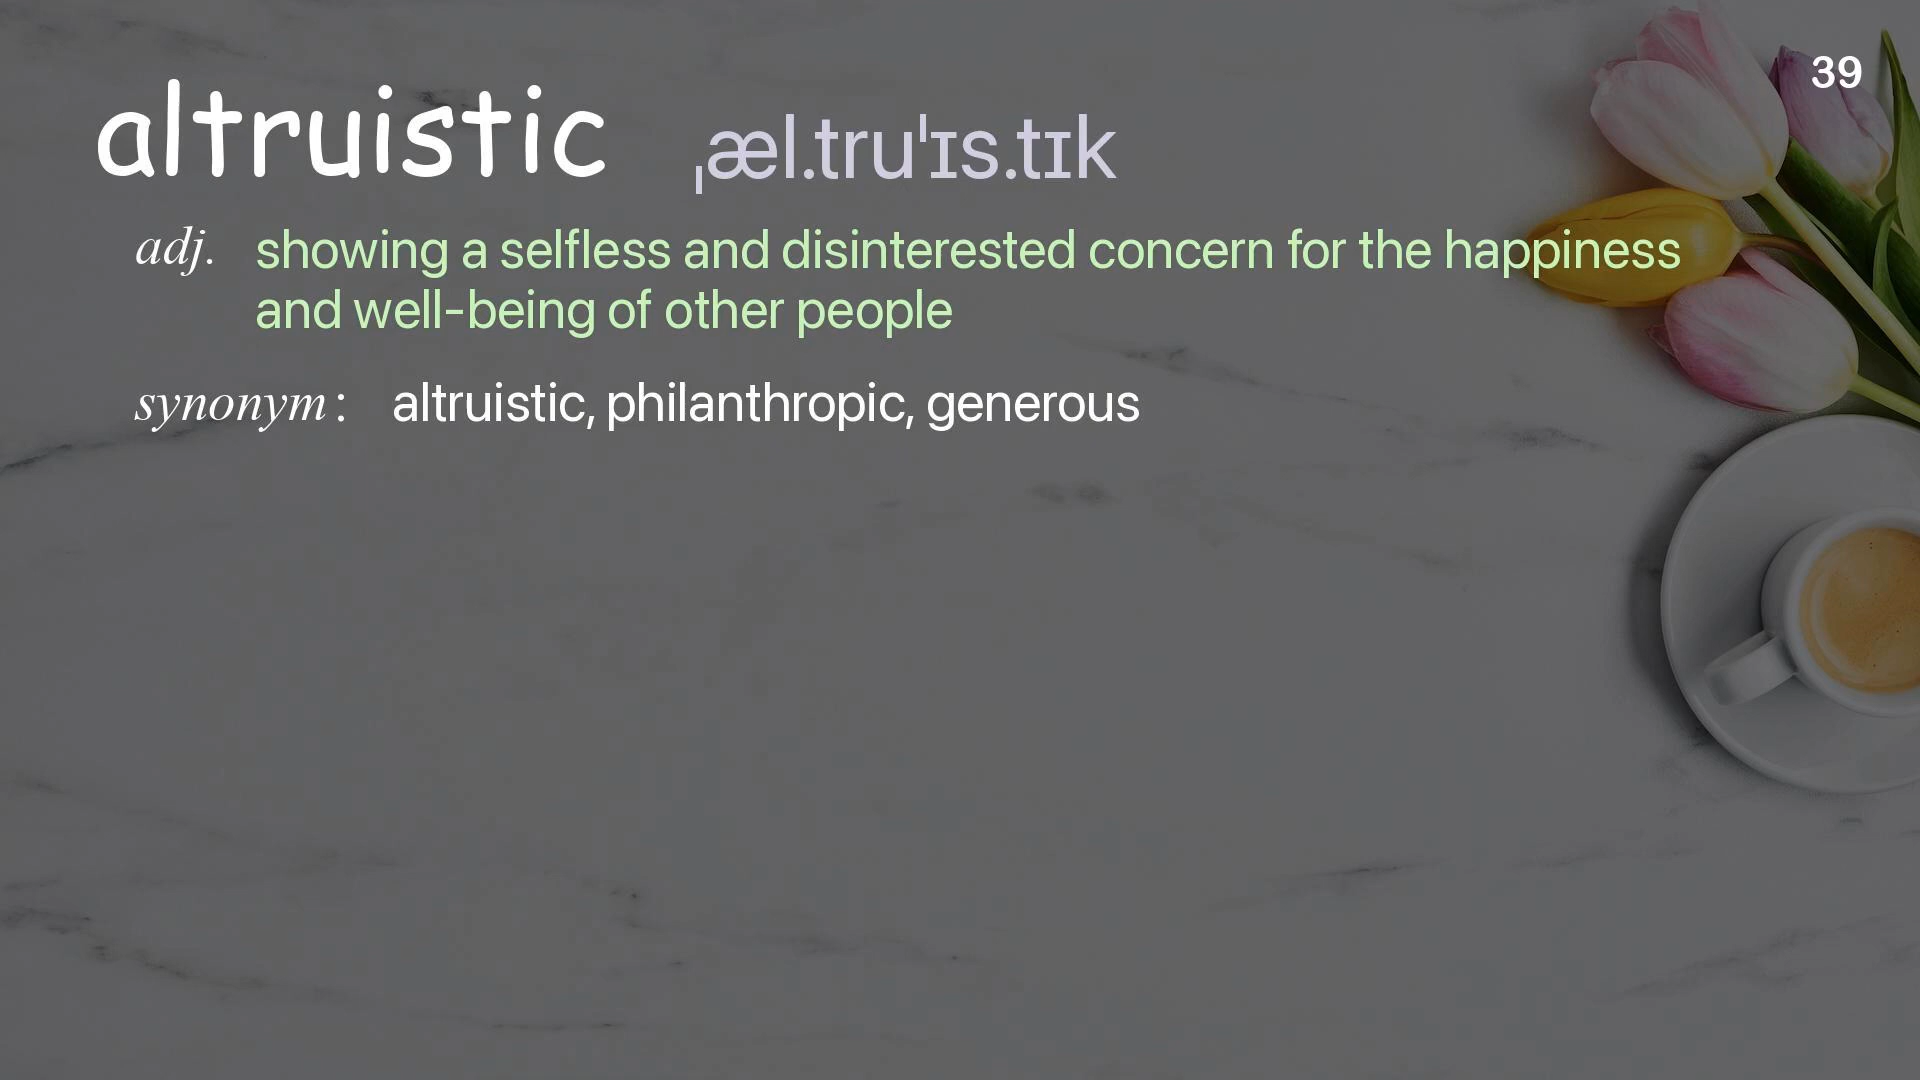 39
altruistic ˌæl.truˈɪs.tɪk
adj. showing a selfless and disinterested concern for the happiness
and well-being of other people
synonym : altruistic, philanthropic, generous